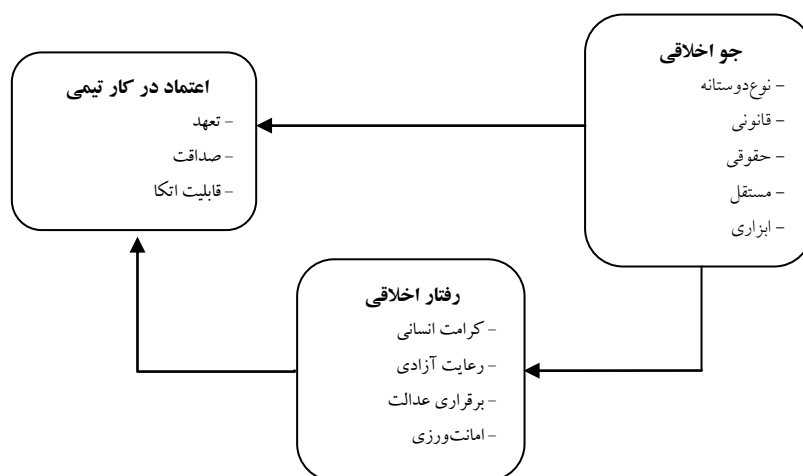 جو اخلاقی
- نوع‌دوستانه
- قانونی
- حقوقی
- مستقل
- ابزاری
اعتماد در کار تیمی
- تعهد
- صداقت
- قابلیت اتکا
رفتار اخلاقی
- کرامت انسانی
- رعایت آزادی
- برقراری عدالت
- امانت‌ورزی